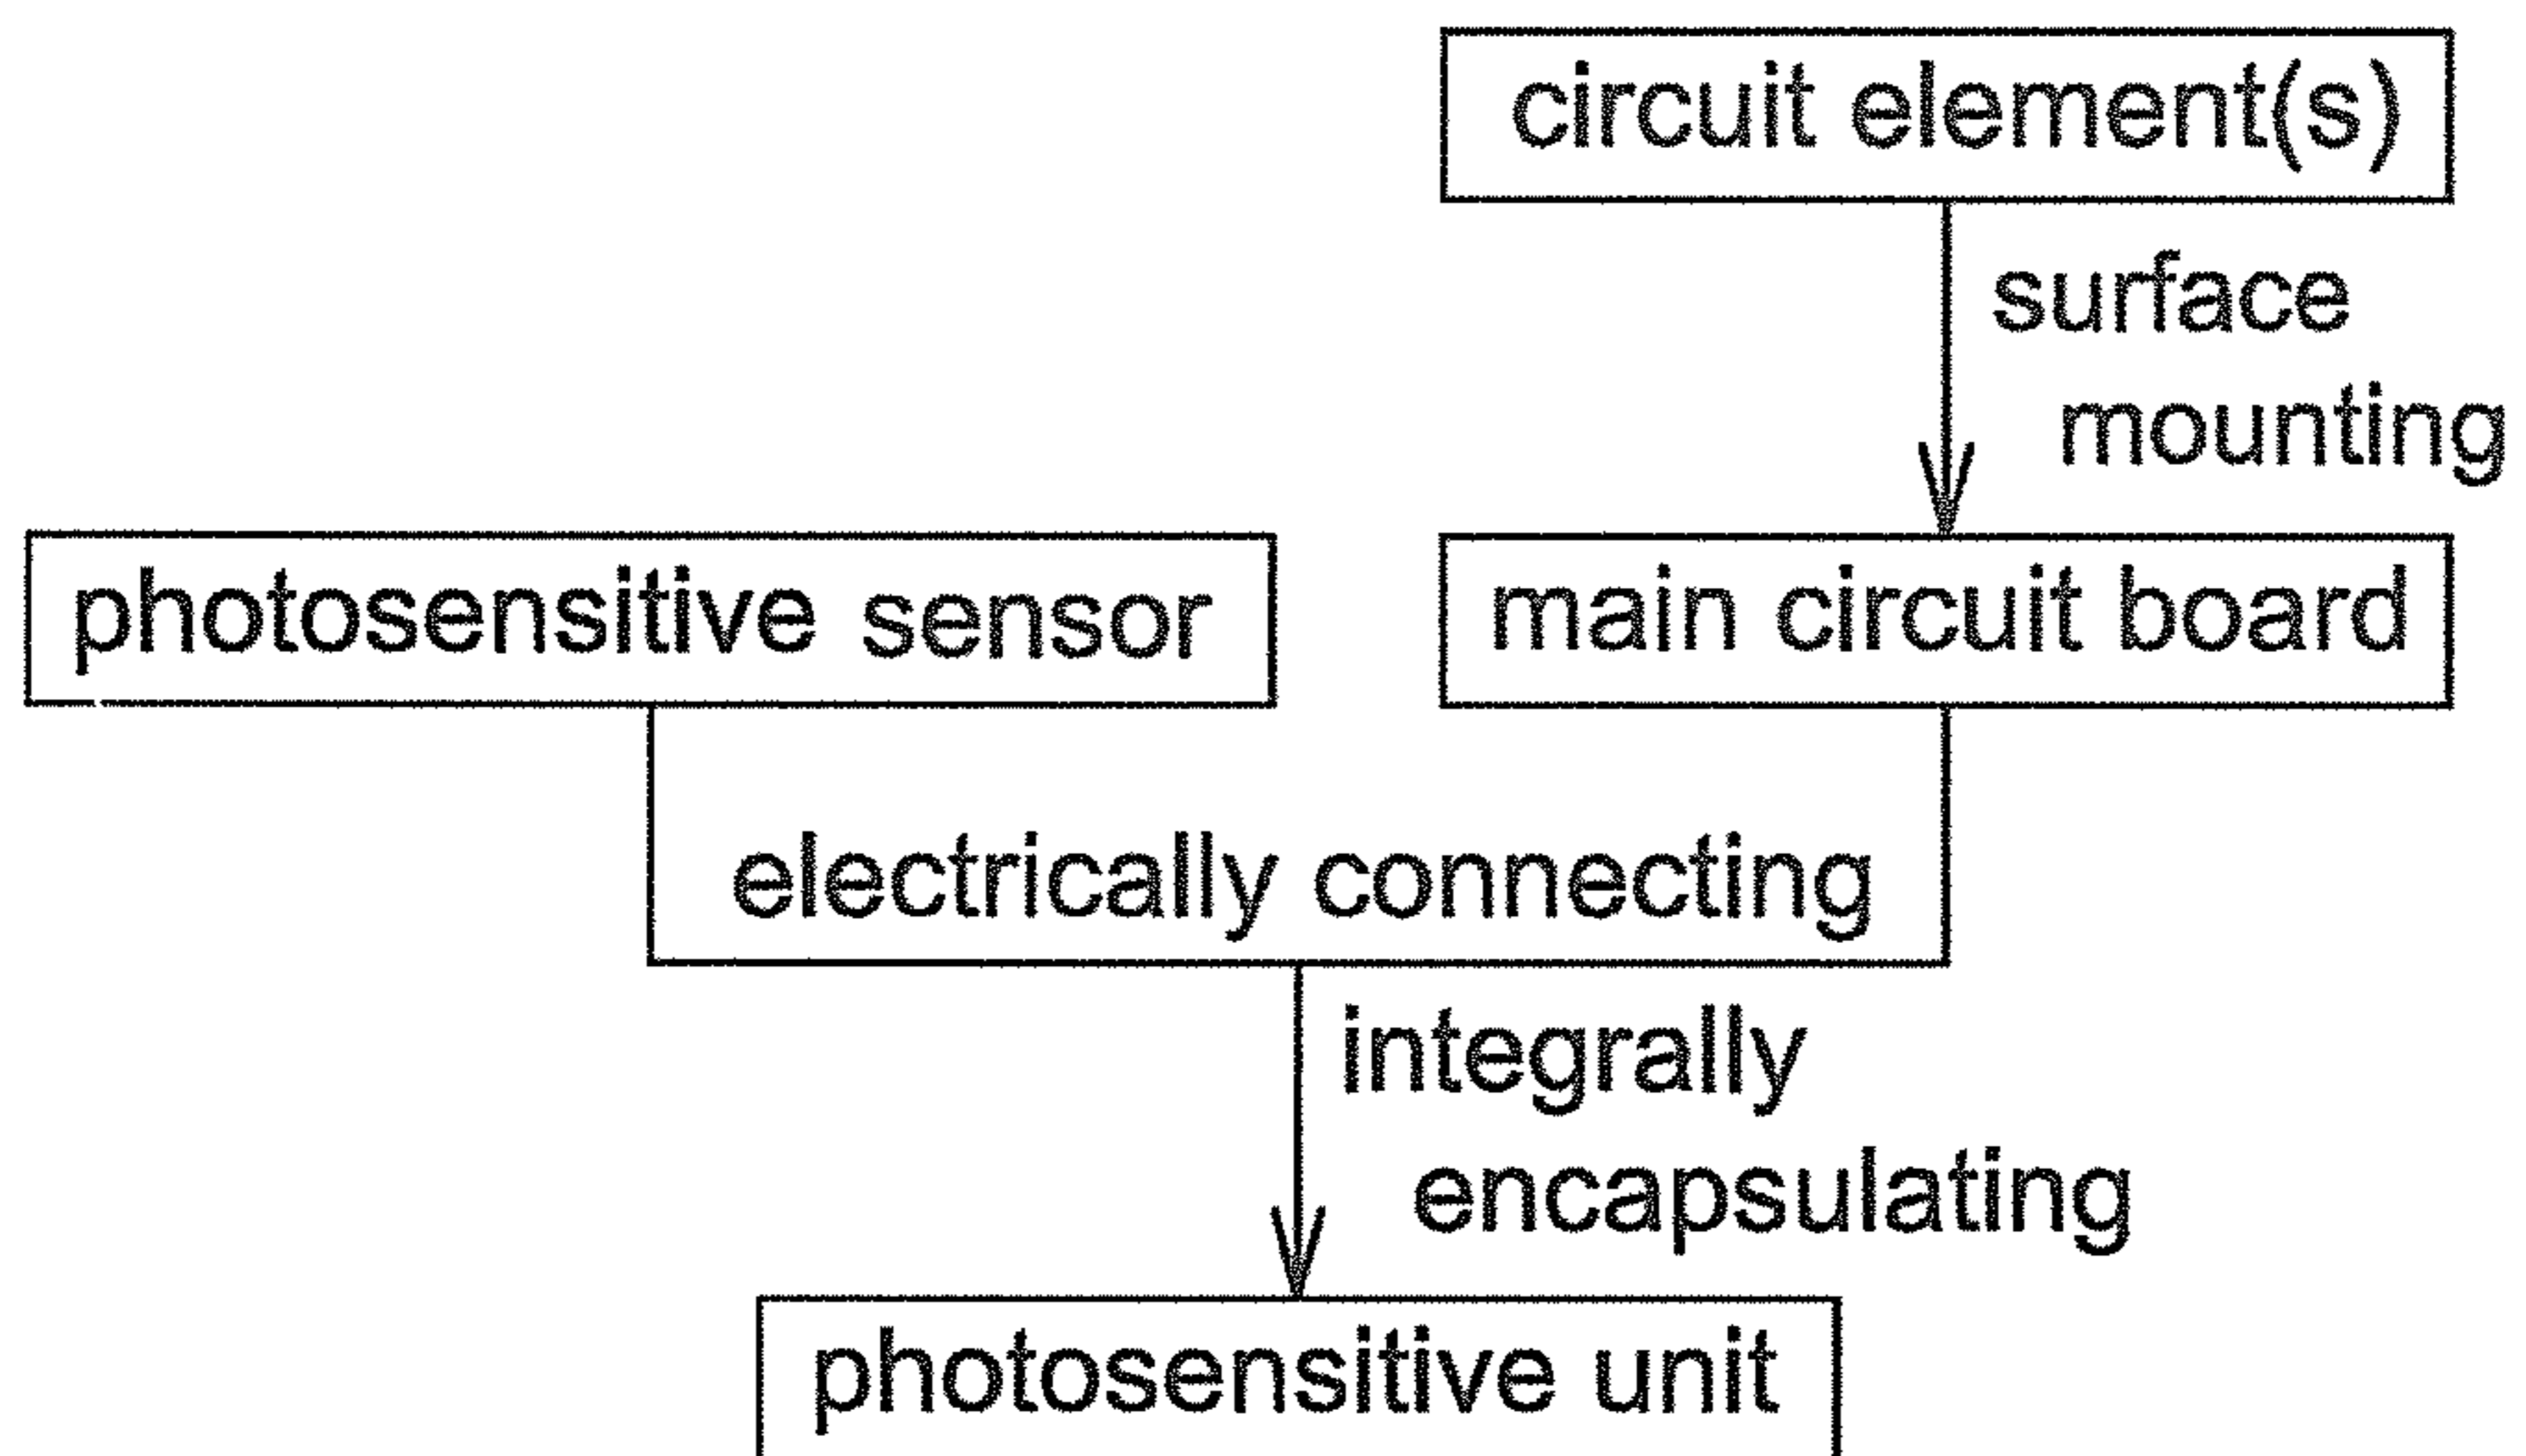 circuit element(s)
surface
mounting
photosensitive sensor
main circuit board
electrically connecting
integrally
encapsulating
photosensitive unit